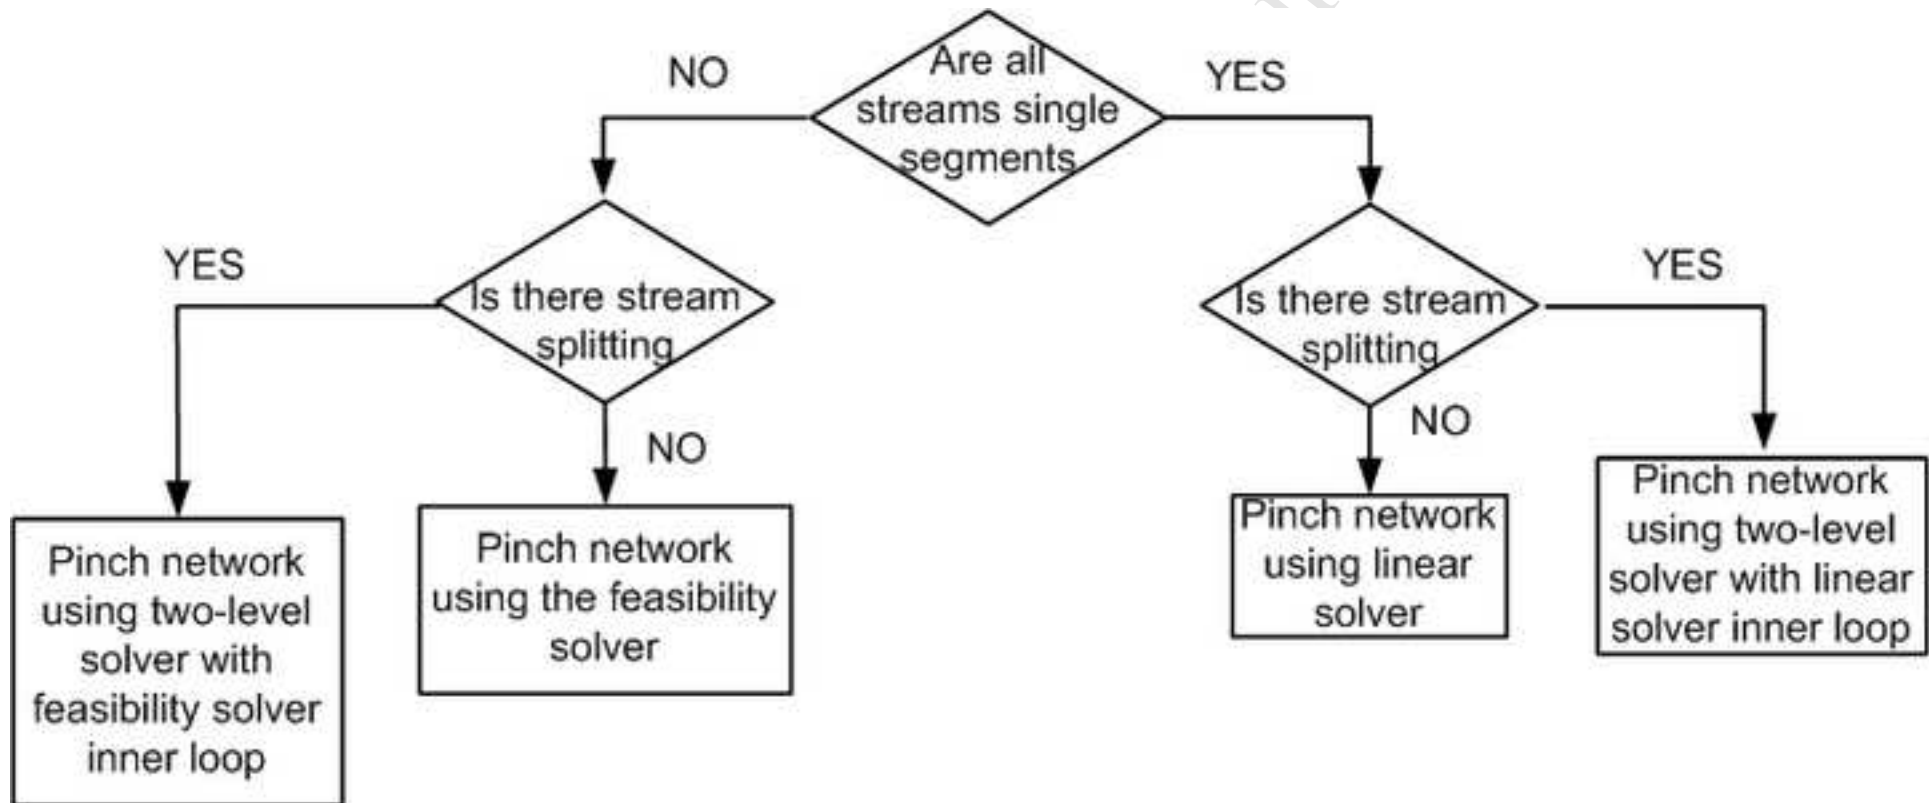 Are all
streams single
segments
NO
YES
Is there stream
splitting
YES
NO
Is there stream
splitting
YES
NO
Pinch network
using two-level
solver with
feasibility solver
inner loop
Pinch network
using the feasibility
solver
Pinch network
using linear
solver
Pinch network
using two-level
solver with linear
solver inner loop